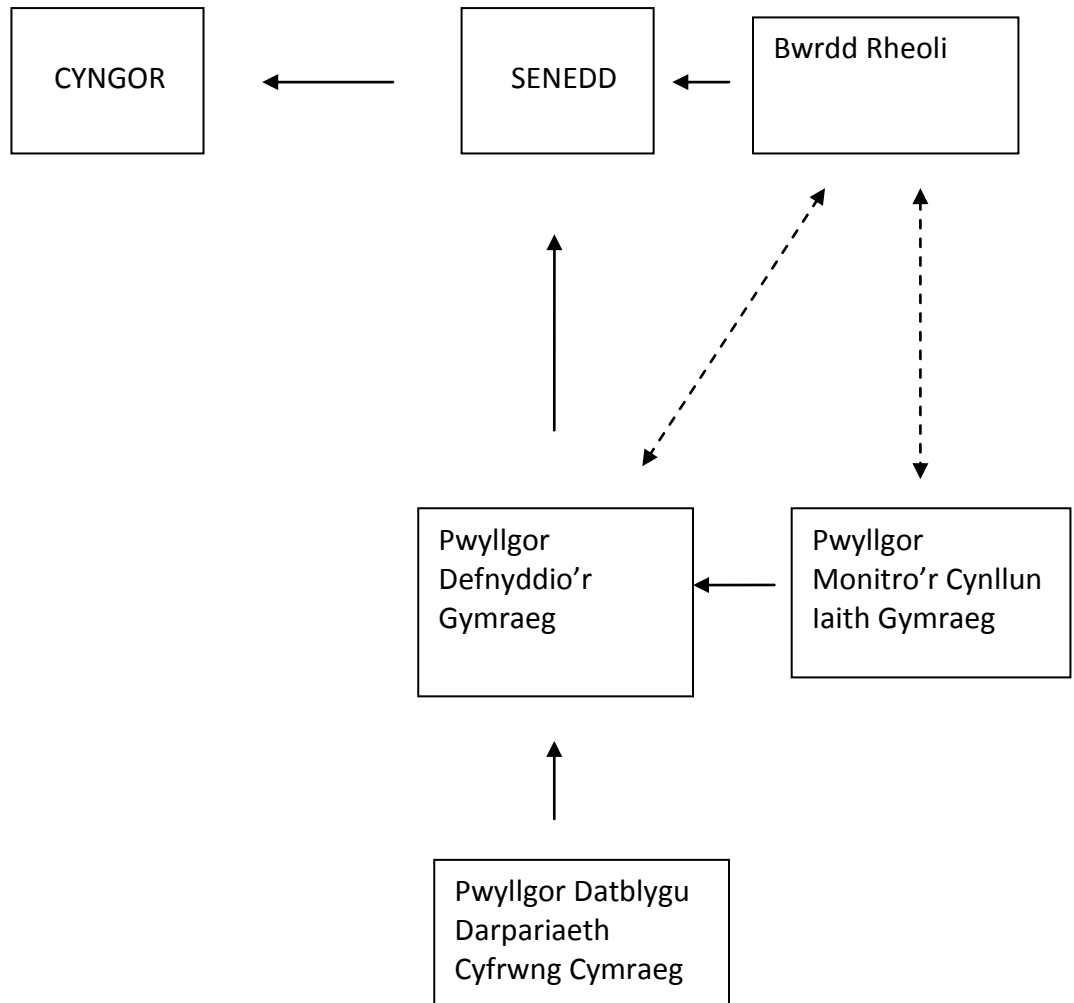 CYNGOR
SENEDD
Bwrdd Rheoli
Pwyllgor
Defnyddio’r
Gymraeg
Pwyllgor
Monitro’r Cynllun
Iaith Gymraeg
Pwyllgor Datblygu
Darpariaeth
Cyfrwng Cymraeg